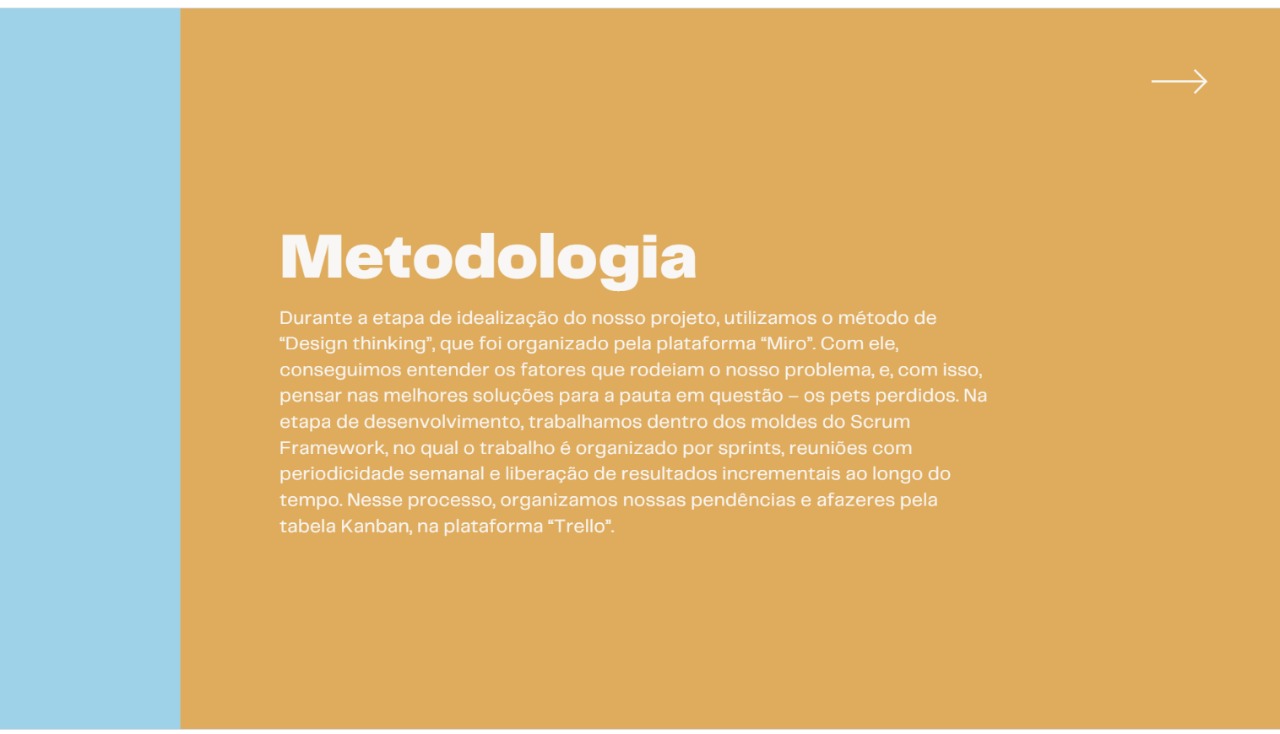 Metodologia
Durante a etapa de idealização do nosso projeto, utilizamos o método de
“Design thinking”, que foi organizado pela plataforma “Miro”. Com ele,
conseguimos entender os fatores que rodeiam o nosso problema, e, com isso,
pensar nas melhores soluções para a pauta em questão – os pets perdidos. Na
etapa de desenvolvimento, trabalhamos dentro dos moldes do Scrum
Framework, no qual o trabalho é organizado por sprints, reuniões com
periodicidade semanal e liberação de resultados incrementais ao longo do
tempo. Nesse processo, organizamos nossas pendências e afazeres pela
tabela Kanban, na plataforma “Trello”.